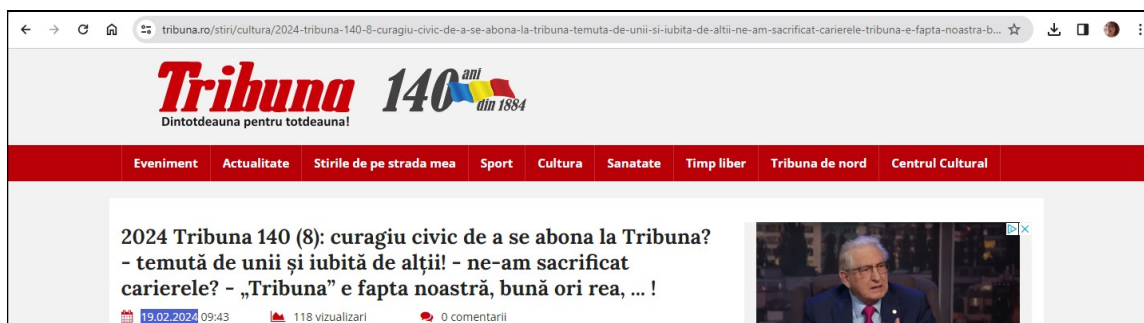 tribuna.ro/stiri/cultura/2024-tribuna-140-8-curagiu-civic-de-a-se-abona-la-tribuna-temuta-de-unii-si-iubita-de-altii-ne-am-sacrificat-carierele-tribuna-e-fapta-noastra-b...
Tribuna 140 ani din 1884
Dintotdeauna pentru totdeauna!
Eveniment Actualitate Stirile de pe strada mea Sport Cultura Sanatate Timp liber Tribuna de nord Centrul Cultural
2024 Tribuna 140 (8): curagiu civic de a se abona la Tribuna?
- temută de unii și iubită de alții! - ne-am sacrificat
carierele? - „Tribuna” e fapta noastră, bună ori rea, ... !
19.02.2024 09:43 118 vizualizari 0 comentarii